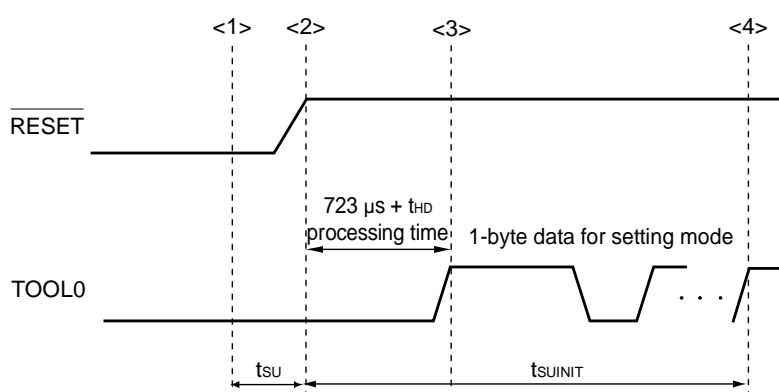 <1> <2> <3> <4>
RESET
723 µs + tHD
processing time
1-byte data for setting mode
TOOL0
. . .
tSU
tSUINIT